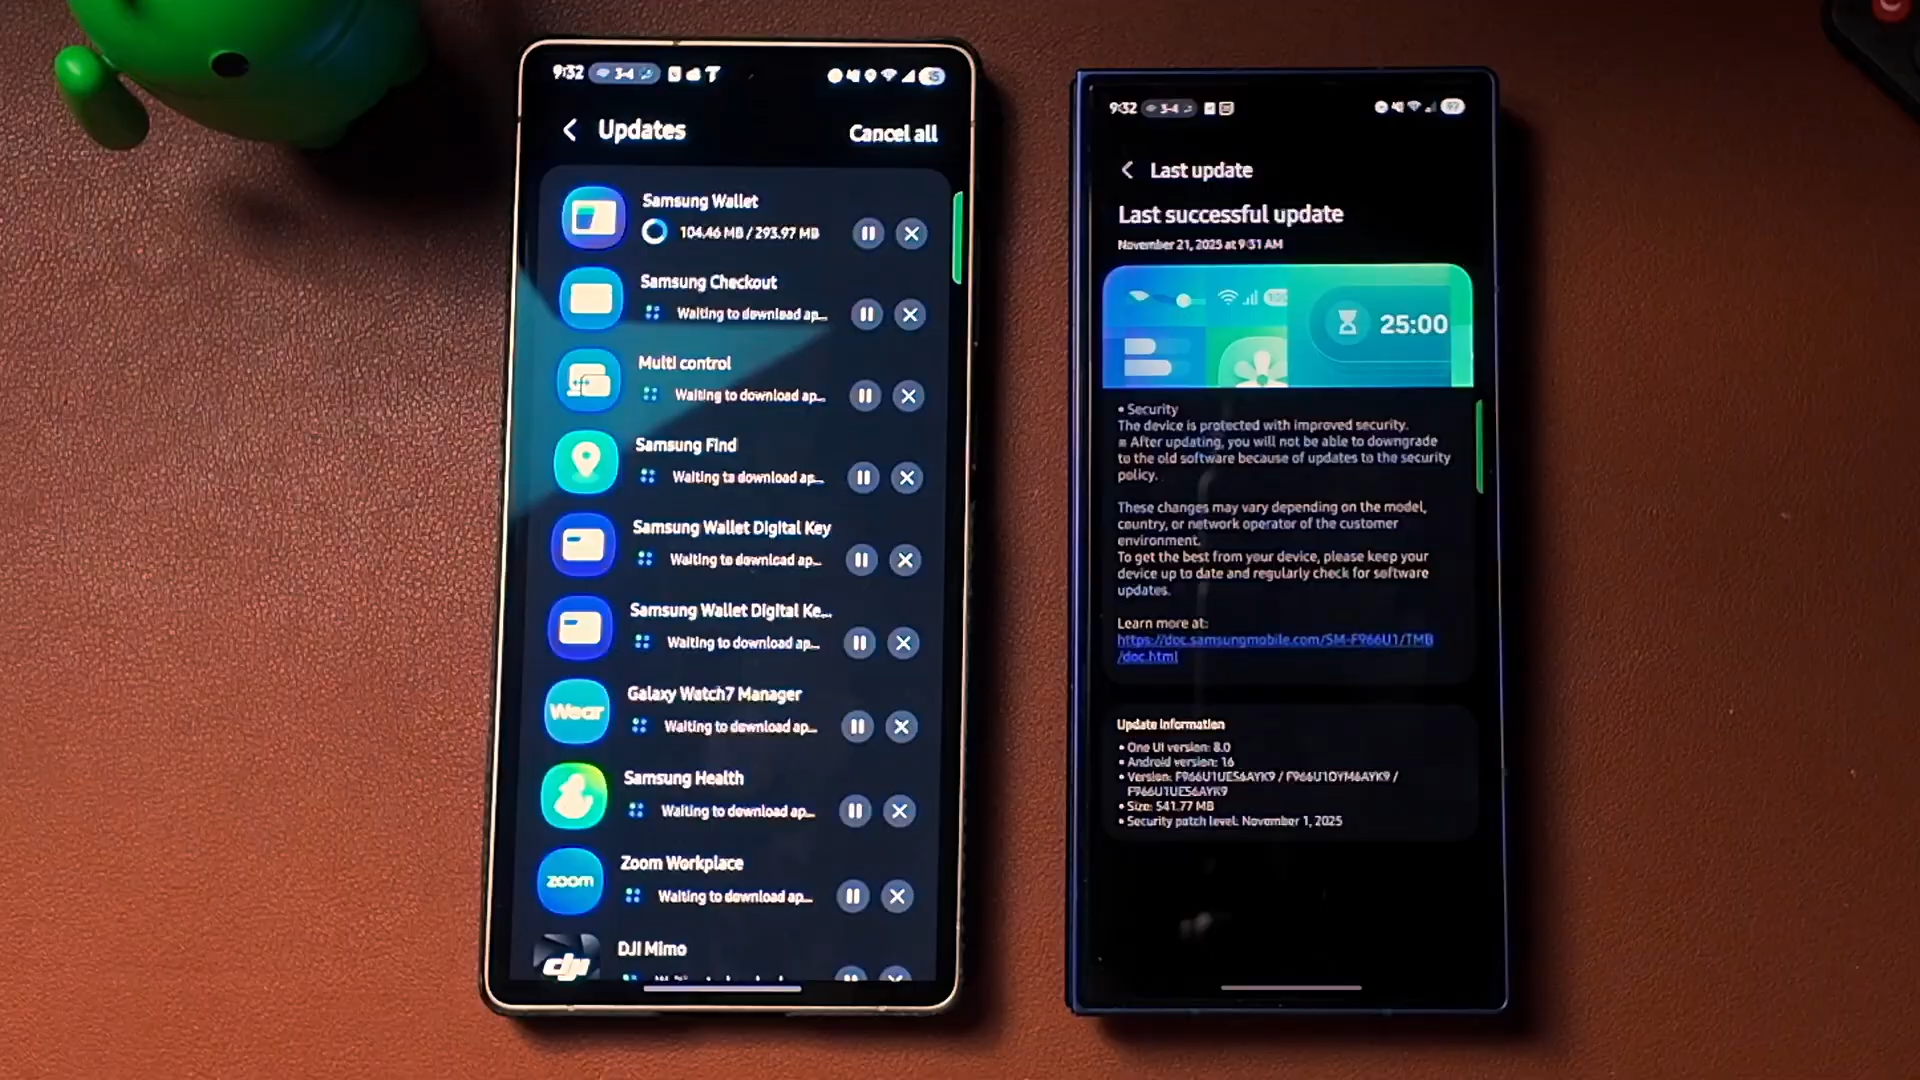 9:32 3-4
Updates
Cancel all
Samsung Wallet
104.46 MB / 293.97 MB
Samsung Checkout
Waiting to download ap...
Multi control
Waiting to download ap...
Samsung Find
Waiting to download ap...
Samsung Wallet Digital Key
Waiting to download ap...
Samsung Wallet Digital Ke...
Waiting to download ap...
Wear
Galaxy Watch7 Manager
Waiting to download ap...
Samsung Health
Waiting to download ap...
zoom
Zoom Workplace
Waiting to download ap...
dji
DJI Mimo
9:32 3-4
97
Last update
Last successful update
November 21, 2025 at 9:31 AM
100
25:00
• Security
The device is protected with improved security.
※ After updating, you will not be able to downgrade
to the old software because of updates to the security
policy.
These changes may vary depending on the model,
country, or network operator of the customer
environment.
To get the best from your device, please keep your
device up to date and regularly check for software
updates.
Learn more at:
https://doc.samsungmobile.com/SM-F966U1/TMB
/doc.html
Update information
• One UI version: 8.0
• Android version: 16
• Version: F966U1UES6AYK9 / F966U1OYM6AYK9 /
F966U1UES6AYK9
• Size: 541.77 MB
• Security patch level: November 1, 2025